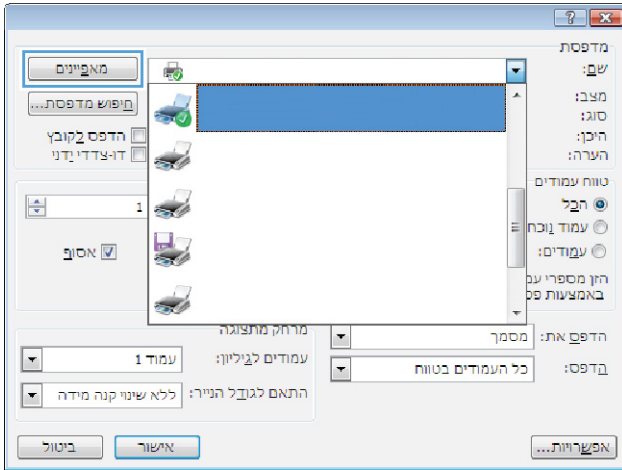 מדפסת
שם:
מאפיינים
מצב:
סוג:
היכן:
הערה:
חיפוש מדפסת...
הדפס לקובץ
דו-צדדי ידני
טווח עמודים
הכל
עמוד נוכח
עמודים:
הזן מספרי
באמצעות
1
אסוף
הדפס את: מסמך
הדפס: כל העמודים בטווח
מרחק מתצוגה
עמודים לגיליון: עמוד 1
התאם לגודל הנייר: ללא שינוי קנה מידה
אפשרויות...
אישור
ביטול